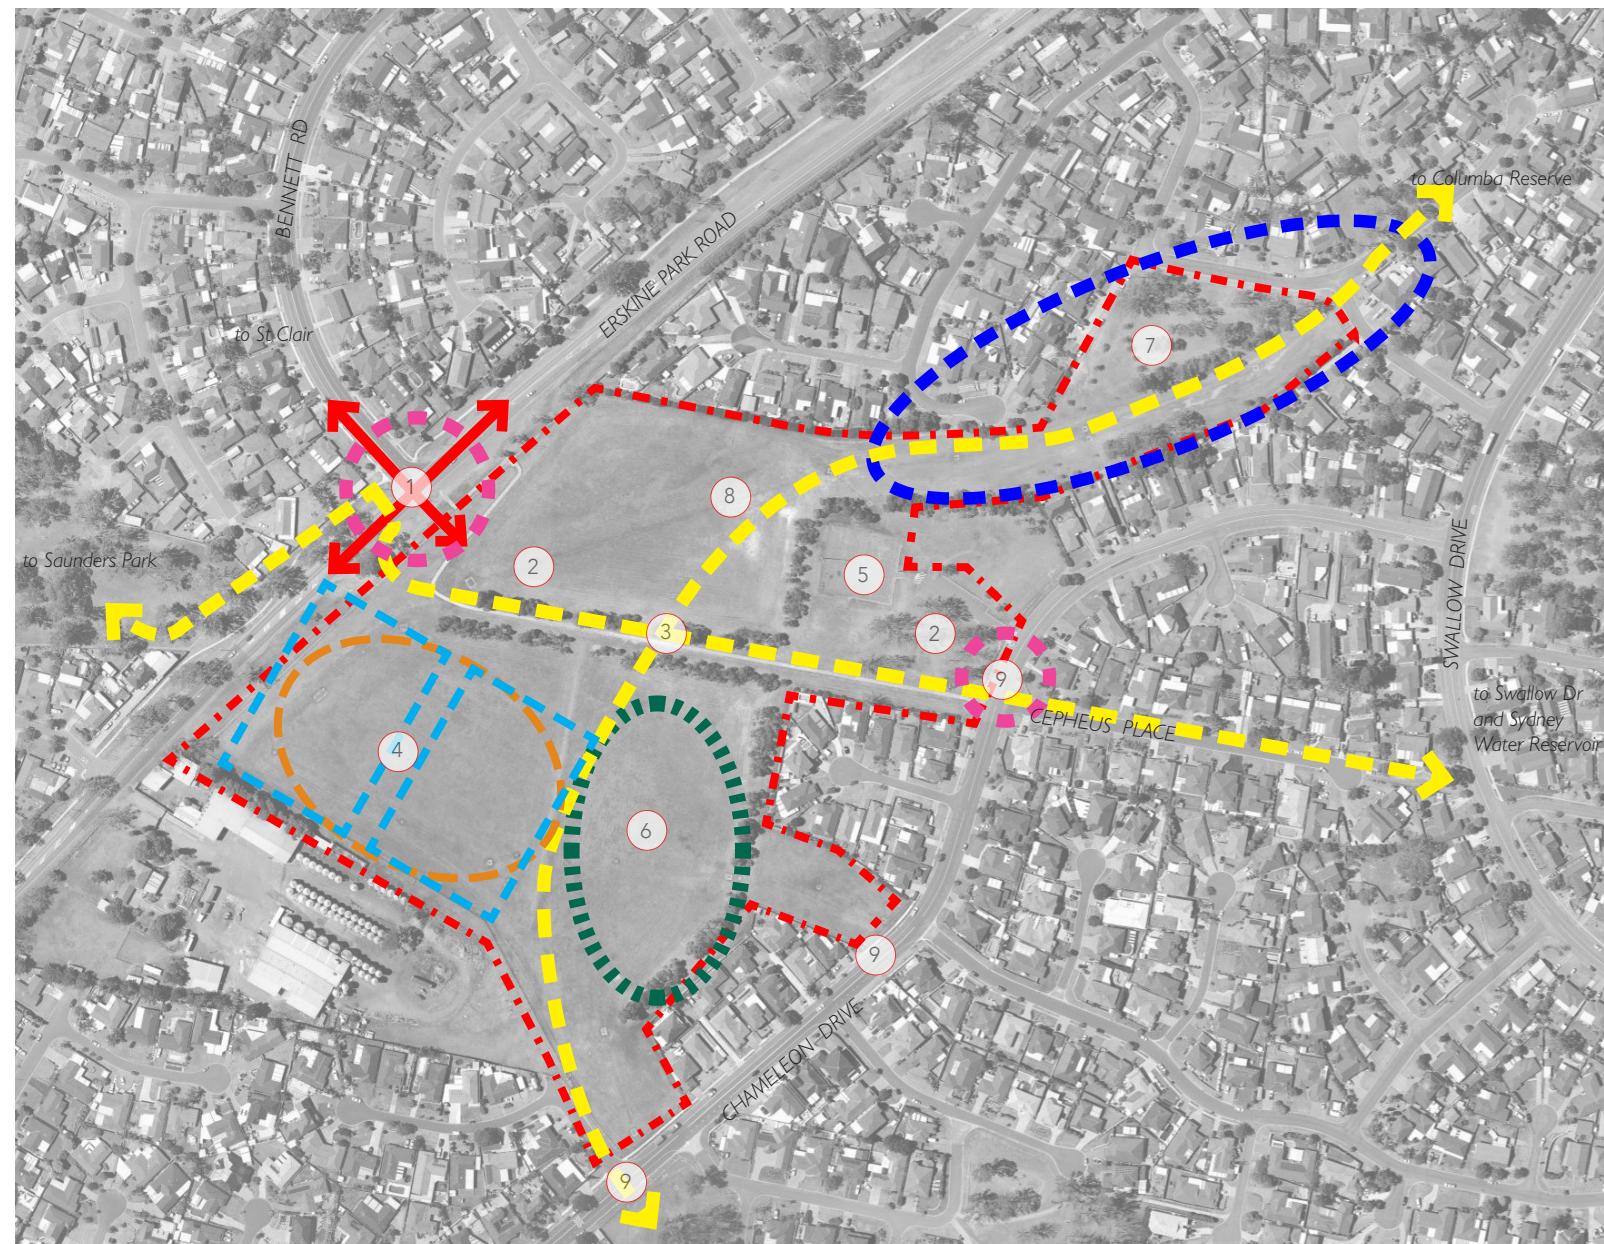 to Columba Reserve
BENNETT RD
ERSKINE PARK ROAD
to St Clair
7
1
8
to Saunders Park
2
5
3
2
SWALLOW DRIVE
9
to Swallow Dr
and Sydney
Water Reservoir
CEPHEUS PLACE
4
6
9
CHAMELEON DRIVE
9